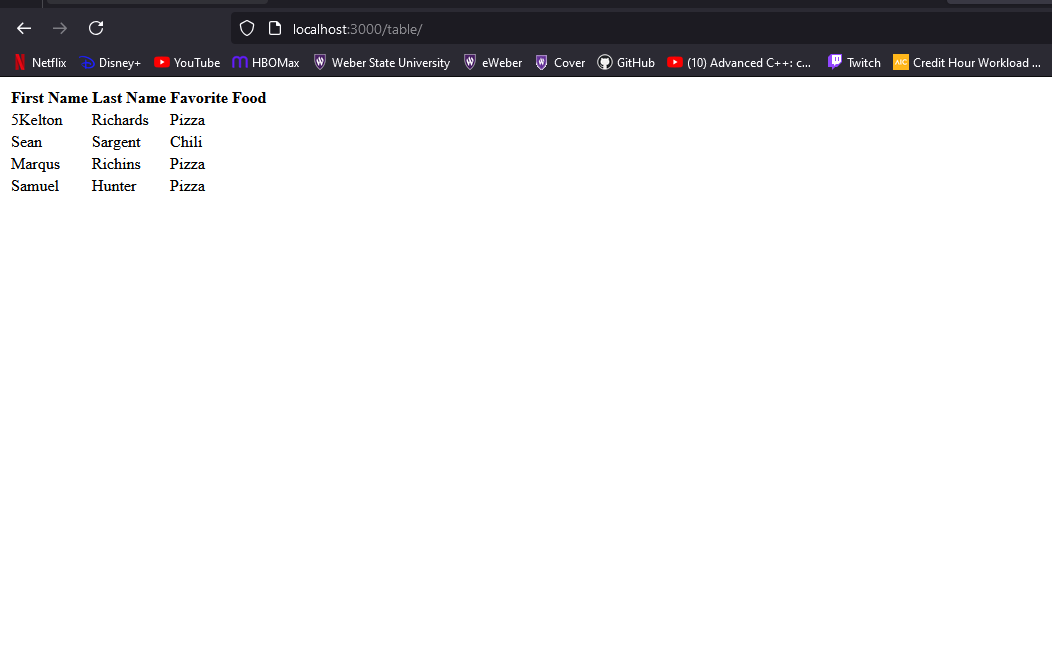 localhost:3000/table/
Netflix Disney+ YouTube HBOMax Weber State University eWeber Cover GitHub (10) Advanced C++: c... Twitch AIC Credit Hour Workload ...
First Name Last Name Favorite Food
5Kelton Richards Pizza
Sean Sargent Chili
Marqus Richins Pizza
Samuel Hunter Pizza